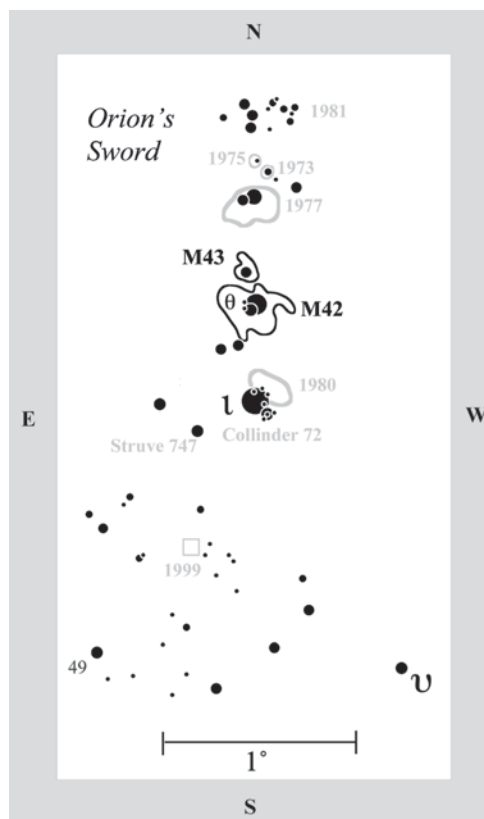 N
Orion's
Sword
1981
1975
1973
1977
M43
θ
M42
1980
ι
E
W
Struve 747
Collinder 72
1999
49
υ
1°
S